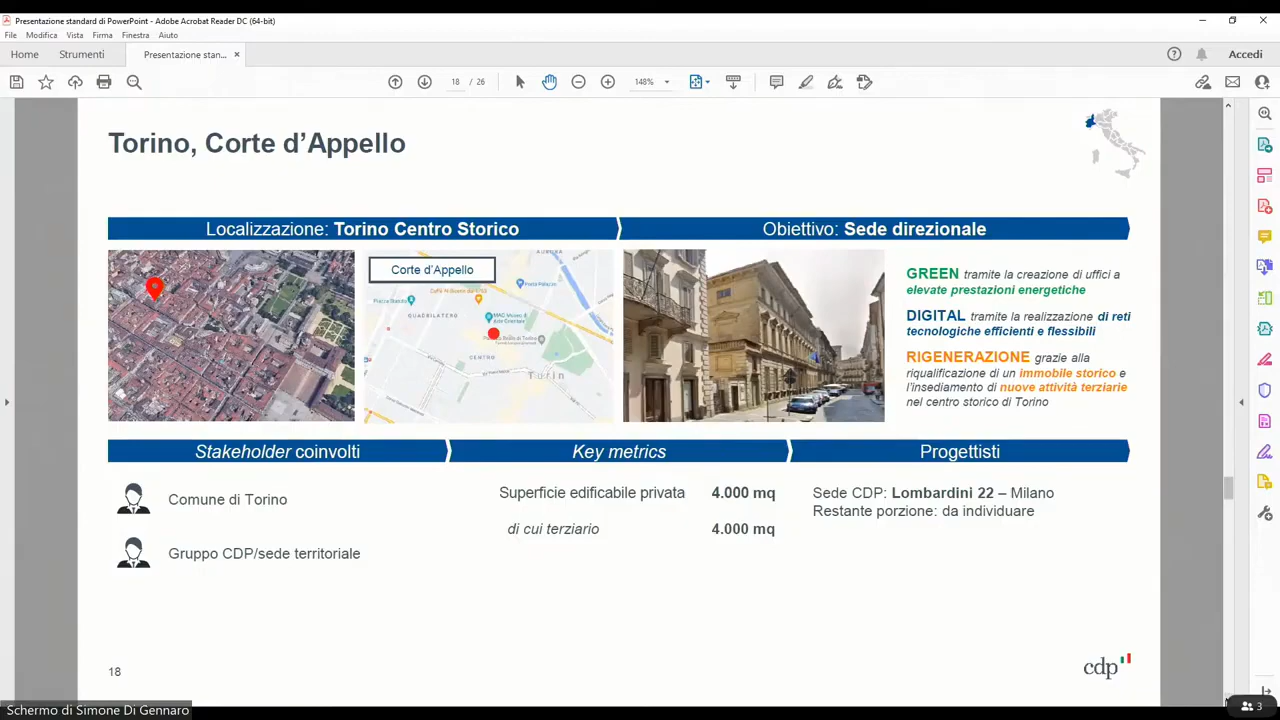 Presentazione standard di PowerPoint - Adobe Acrobat Reader DC (64-bit)
File Modifica Vista Firma Finestra Aiuto
Home Strumenti Presentazione stan... × Accedi
18 / 26 148%
Torino, Corte d’Appello
Localizzazione: Torino Centro Storico
Obiettivo: Sede direzionale
Corte d’Appello
AURORA
Piazza Statuto
QUADRILATERO
CENTRO
Turin
GREEN tramite la creazione di uffici a
elevate prestazioni energetiche
DIGITAL tramite la realizzazione di reti
tecnologiche efficienti e flessibili
RIGENERAZIONE grazie alla
riqualificazione di un immobile storico e
l’insediamento di nuove attività terziarie
nel centro storico di Torino
Stakeholder coinvolti
Key metrics
Progettisti
Comune di Torino
Gruppo CDP/sede territoriale
Superficie edificabile privata 4.000 mq
di cui terziario 4.000 mq
Sede CDP: Lombardini 22 – Milano
Restante porzione: da individuare
18
cdp
Schermo di Simone Di Gennaro
3